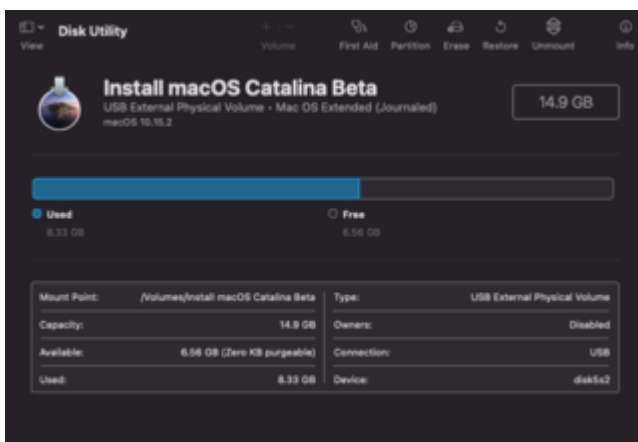 Disk Utility
View
Volume
First Aid
Partition
Erase
Restore
Unmount
Info
Install macOS Catalina Beta
USB External Physical Volume • Mac OS Extended (Journaled)
macOS 10.15.2
14.9 GB
Used
8.33 GB
Free
6.56 GB
Mount Point: /Volumes/Install macOS Catalina Beta
Type: USB External Physical Volume
Capacity: 14.9 GB
Owners: Disabled
Available: 6.56 GB (Zero KB purgeable)
Connection: USB
Used: 8.33 GB
Device: disk5s2